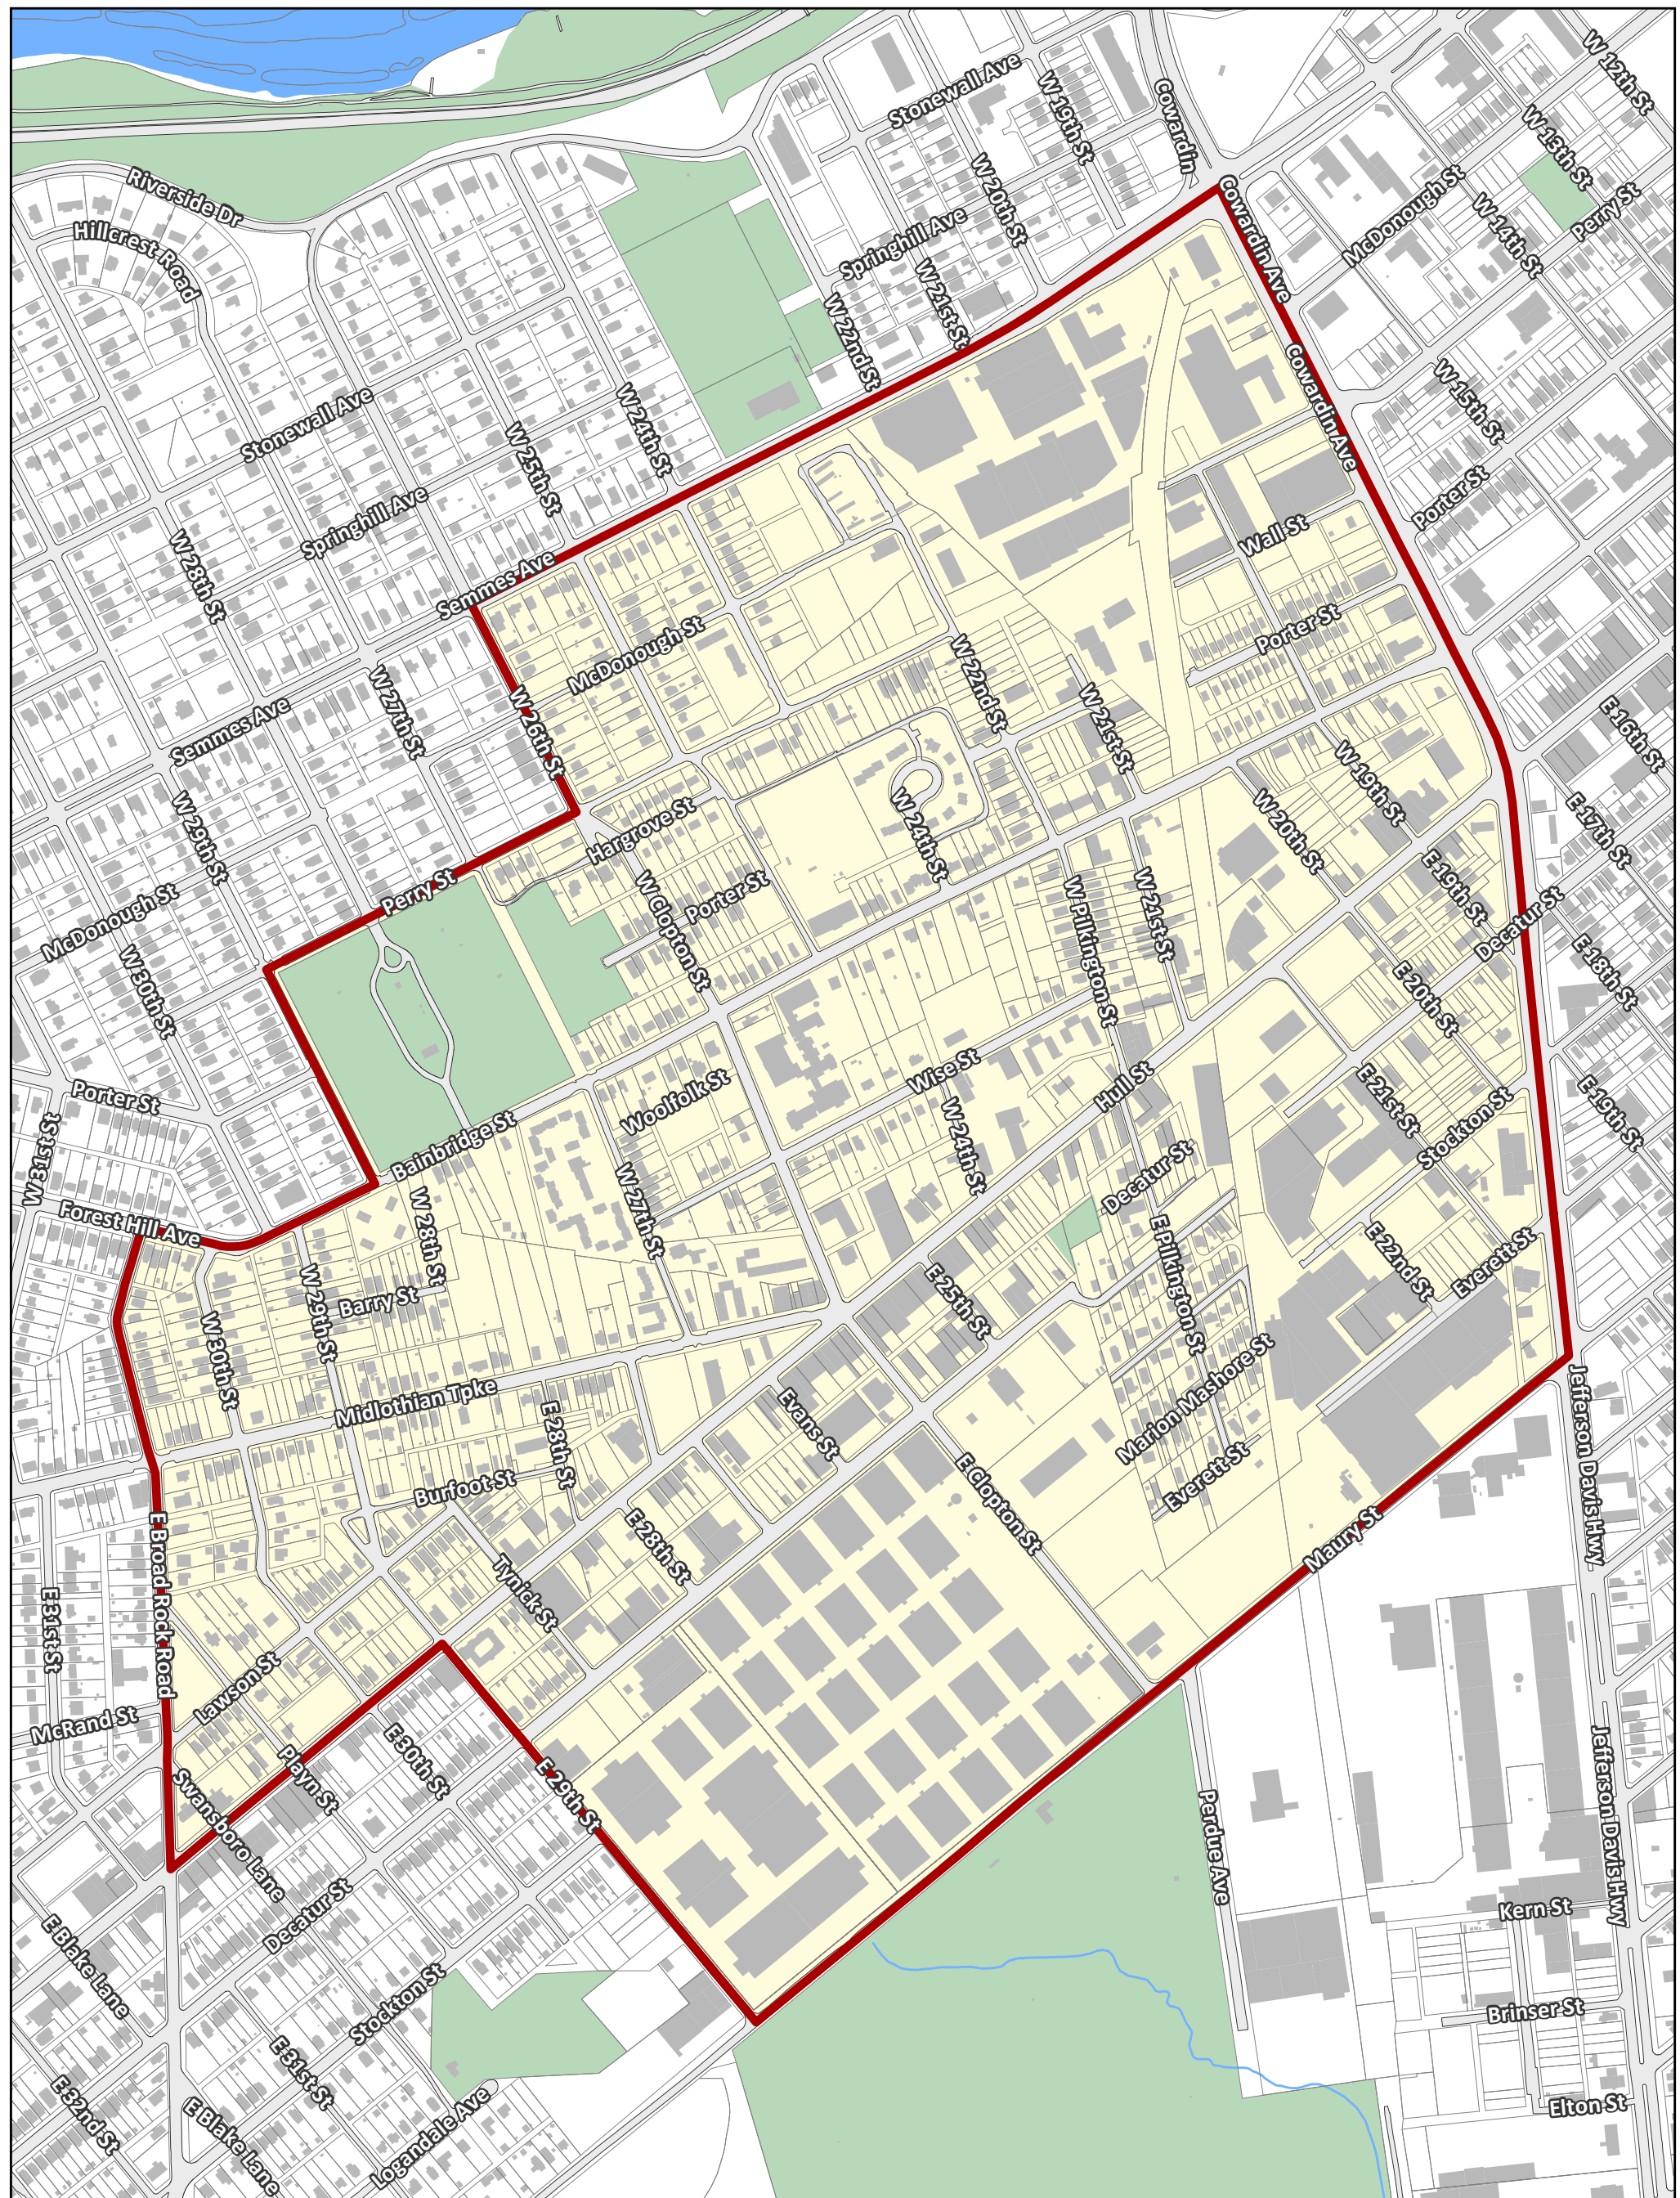 W 12th St
Stonewall Ave
W 19th St
Cowardin
W 13th St
Riverside Dr
W 20th St
McDonough St
W 14th St
Perry St
Hillcrest Road
Springhill Ave
Cowardin Ave
W 21st St
W 22nd St
Cowardin Ave
W 15th St
Stonewall Ave
W 24th St
W 25th St
Porter St
Springhill Ave
Wall St
W 28th St
Semmes Ave
Porter St
McDonough St
W 22nd St
W 27th St
W 26th St
W 21st St
E 16th St
Semmes Ave
W 19th St
W 29th St
Hargrove St
W 24th St
W 20th St
E 17th St
Perry St
McDonough St
W Clopton St
Porter St
W Pilkington St
W 21st St
E 19th St
Decatur St
W 30th St
E 20th St
E 18th St
Porter St
Woolfolk St
Wise St
Hull St
E 21st St
E 19th St
W 31st St
Bainbridge St
W 24th St
Stockton St
Forest Hill Ave
W 28th St
W 27th St
Decatur St
E Pilkington St
E 22nd St
Everett St
W 29th St
Barry St
E 25th St
W 30th St
Marion Mashore St
Midlothian Tpke
Evans St
Jefferson Davis Hwy
E 28th St
Burfoot St
E Clopton St
Everett St
E Broad Rock Road
E 28th St
Maury St
Tynick St
E 31st St
Lawson St
McRand St
Playn St
E 30th St
E 29th St
Swansboro Lane
Perdue Ave
Jefferson Davis Hwy
Decatur St
Kern St
E Blake Lane
Stockton St
Brinser St
E 31st St
E 32nd St
E Blake Lane
Logandale Ave
Elton St